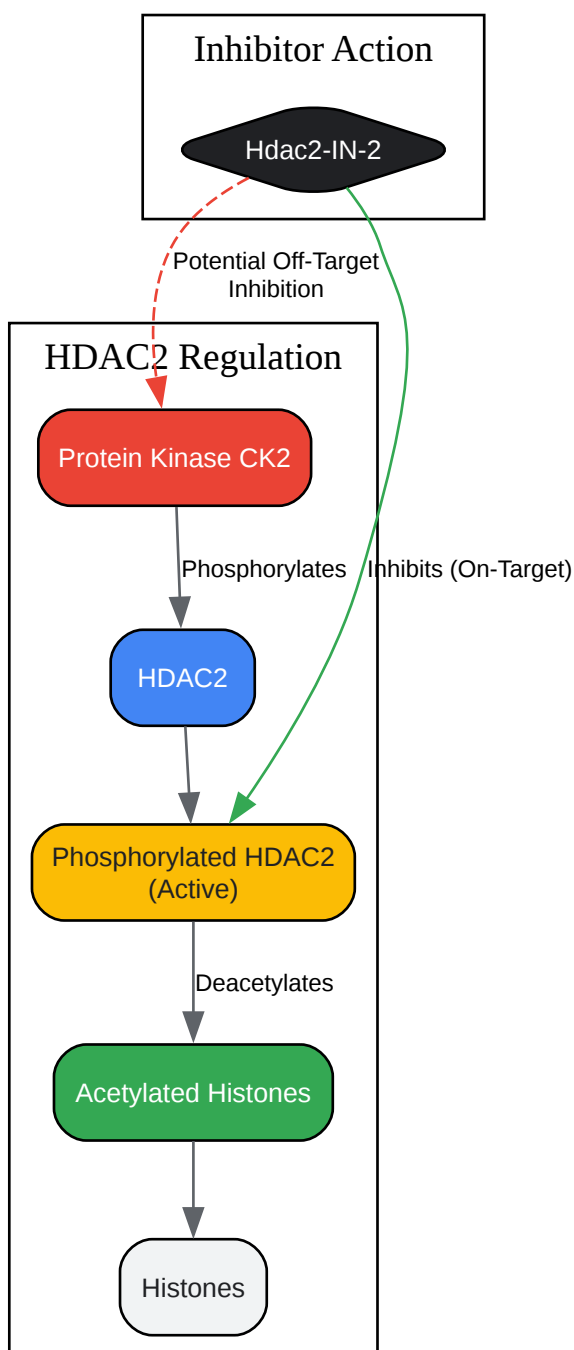 Inhibitor Action
Hdac2-IN-2
Potential Off-Target
Inhibition
HDAC2 Regulation
Protein Kinase CK2
Phosphorylates
Inhibits (On-Target)
HDAC2
Phosphorylated HDAC2
(Active)
Deacetylates
Acetylated Histones
Histones